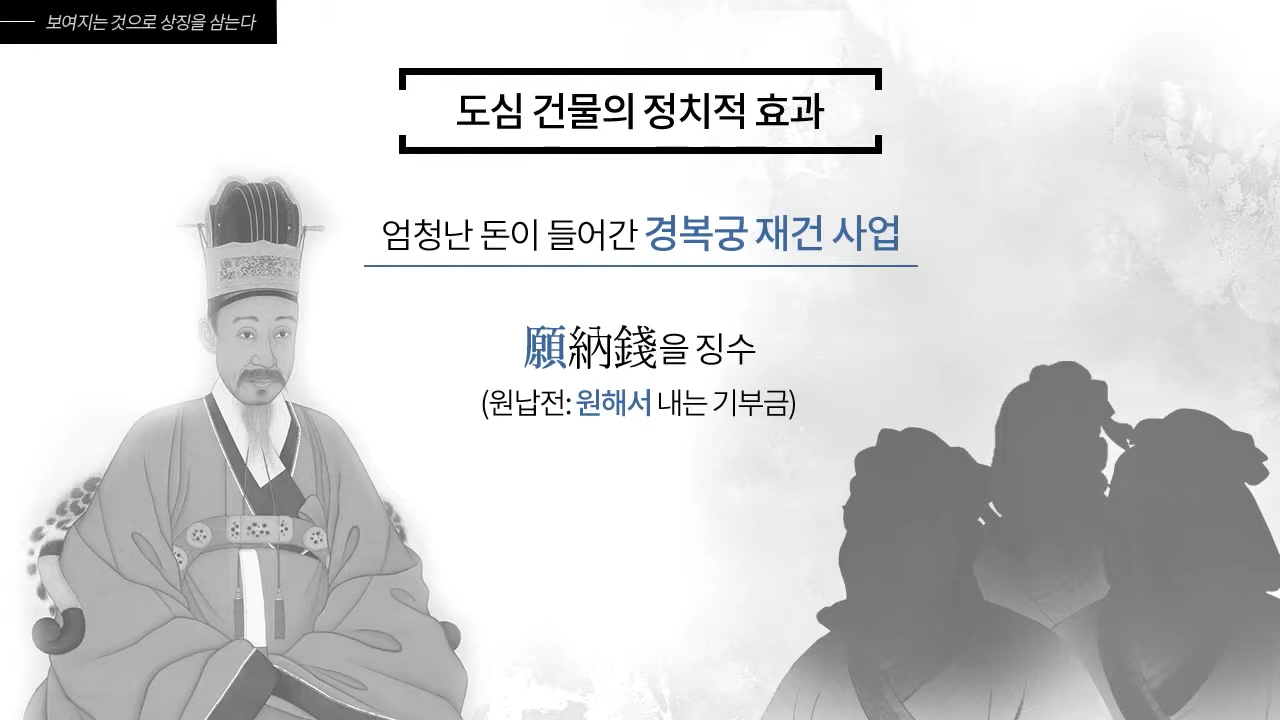 보여지는 것으로 상징을 삼는다
도심 건물의 정치적 효과
엄청난 돈이 들어간 경복궁 재건 사업
願納錢을 징수
(원납전: 원해서 내는 기부금)